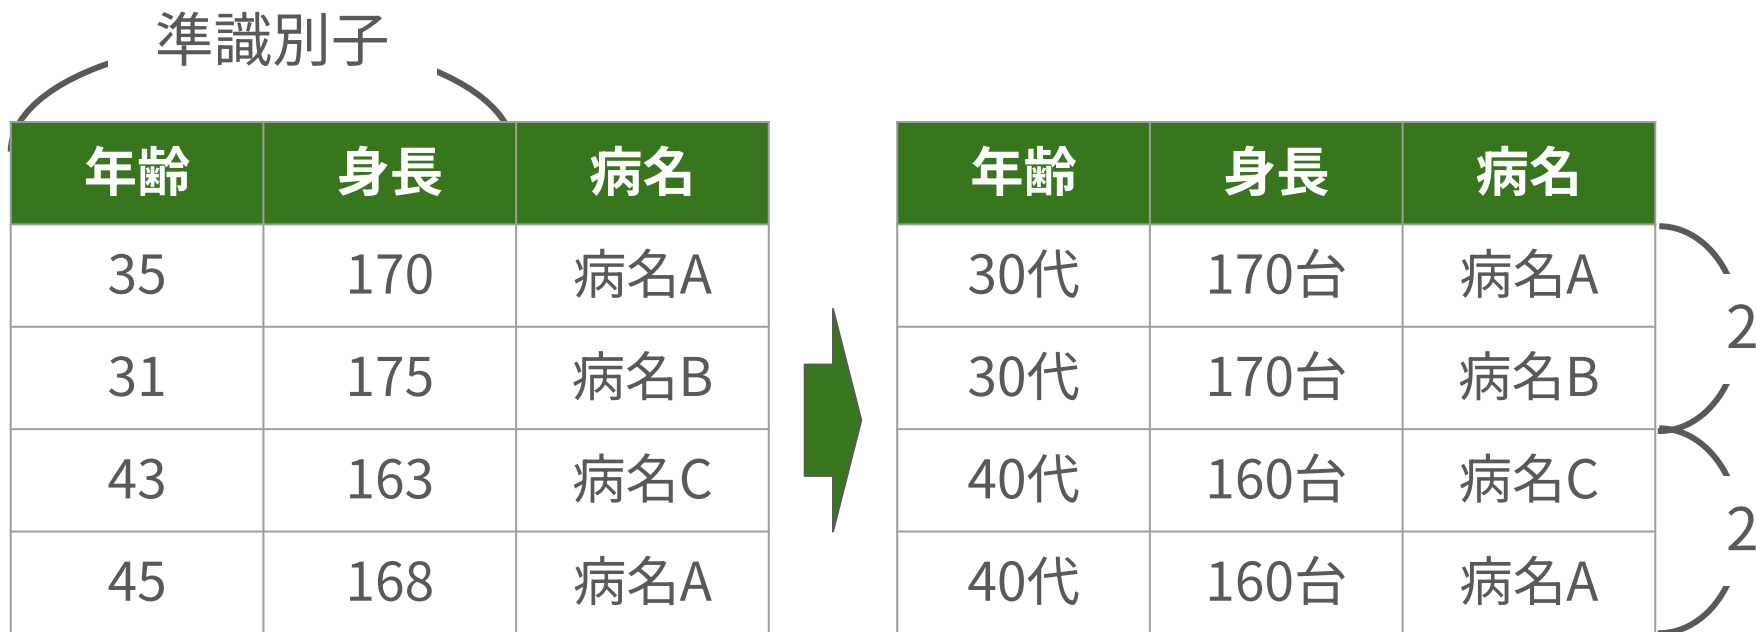 準識別子
年齢 身長 病名
35 170 病名A
31 175 病名B
43 163 病名C
45 168 病名A
年齢 身長 病名
30代 170台 病名A
30代 170台 病名B
40代 160台 病名C
40代 160台 病名A
2
2